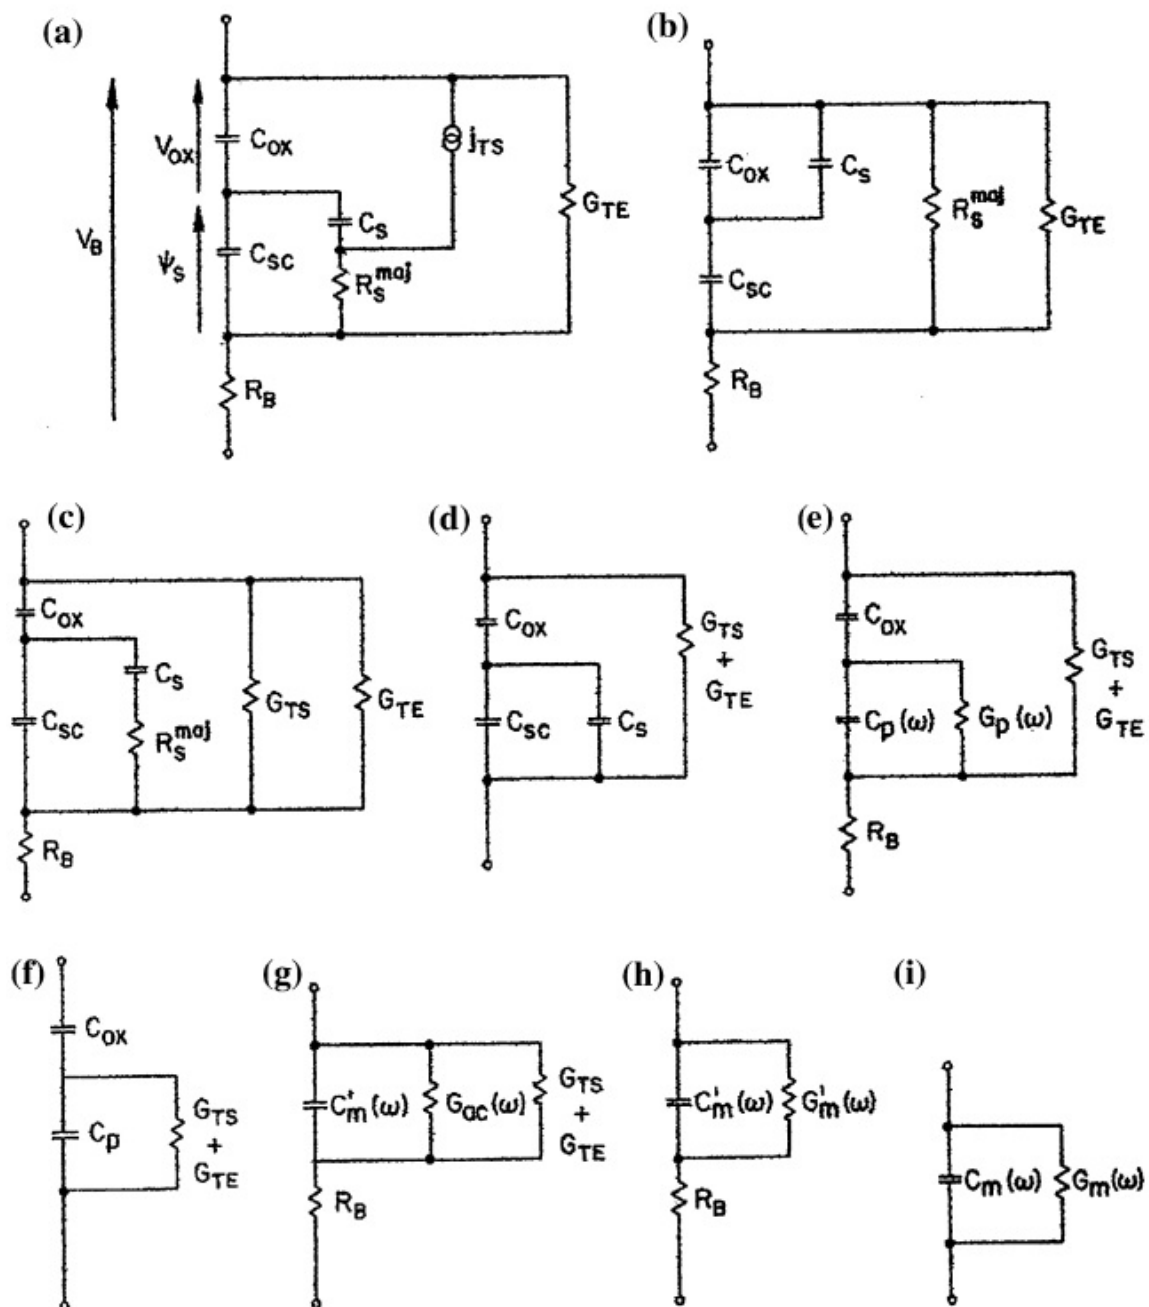 (a)
V_B
V_OX
ψ_S
C_OX
C_SC
C_S
R_S^maj
j_TS
G_TE
R_B
(b)
C_OX
C_S
C_SC
R_S^maj
G_TE
R_B
(c)
C_OX
C_S
C_SC
R_S^maj
G_TS
G_TE
R_B
(d)
C_OX
C_SC
C_S
G_TS
+
G_TE
(e)
C_OX
C_p(ω)
G_p(ω)
G_TS
+
G_TE
R_B
(f)
C_OX
C_p
G_TS
+
G_TE
(g)
C'_m(ω)
G_ac(ω)
G_TS
+
G_TE
R_B
(h)
C'_m(ω)
G'_m(ω)
R_B
(i)
C_m(ω)
G_m(ω)